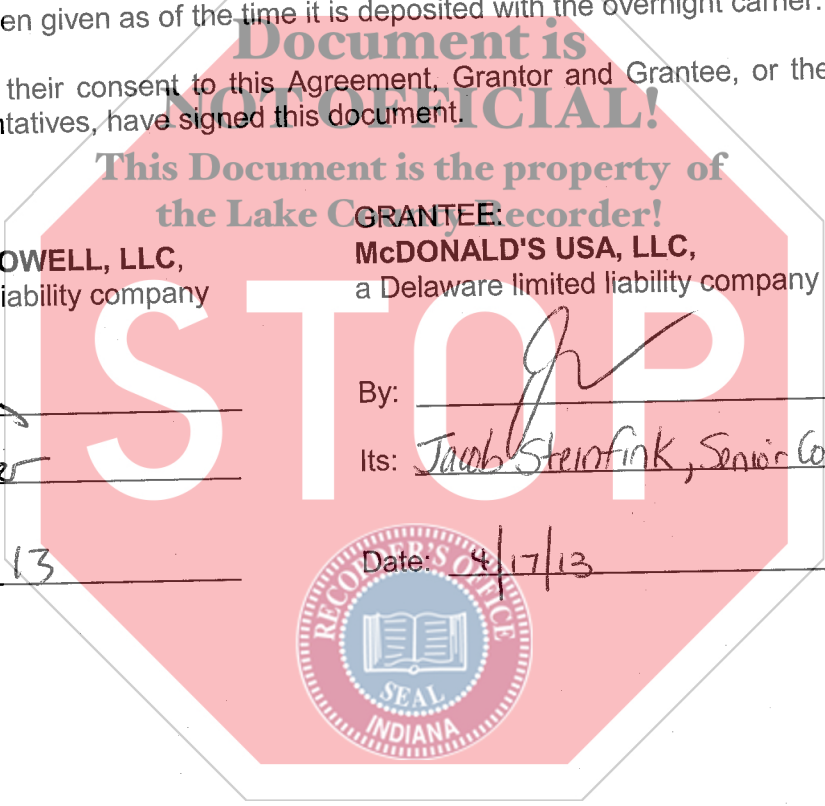 en given as of the time it is deposited with the overnight carrier.
Document is
their consent to this Agreement, Grantor and Grantee, or the
NOT OFFICIAL!
ntatives, have signed this document.
This Document is the property of
the Lake County Recorder!
GRANTEE:
OWELL, LLC,
McDONALD'S USA, LLC,
iability company
a Delaware limited liability company
STOP
By:
Its: Jacob Steinfink, Senior Co
13
Date: 4/17/13
RECORDER'S OFFICE
SEAL
INDIANA